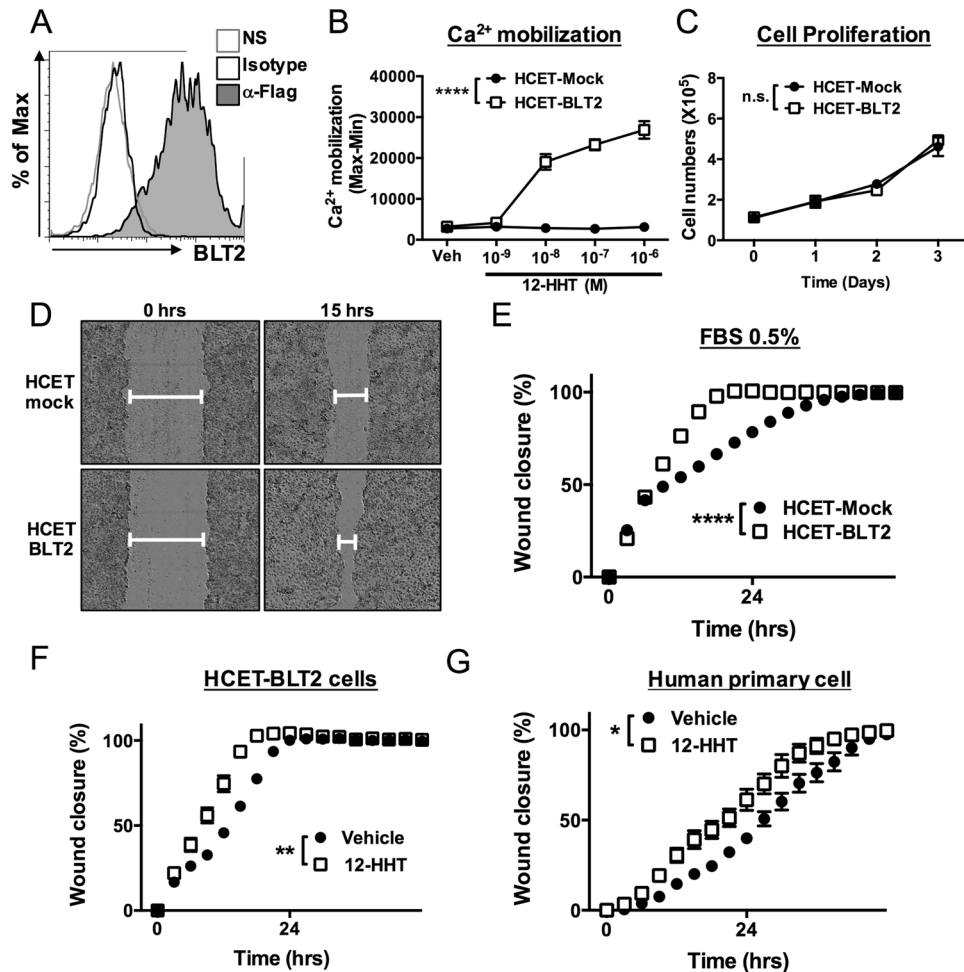 A
NS
Isotype
α-Flag
% of Max
BLT2
B
Ca²⁺ mobilization
Ca²⁺ mobilization
(Max-Min)
40000
30000
20000
10000
0
****
HCET-Mock
HCET-BLT2
Veh
10⁻⁹
10⁻⁸
10⁻⁷
10⁻⁶
12-HHT (M)
C
Cell Proliferation
Cell numbers (X10⁵)
8
6
4
2
0
n.s.
HCET-Mock
HCET-BLT2
0
1
2
3
Time (Days)
D
0 hrs
15 hrs
HCET
mock
HCET
BLT2
E
FBS 0.5%
Wound closure (%)
100
50
0
****
HCET-Mock
HCET-BLT2
0
24
Time (hrs)
F
HCET-BLT2 cells
Wound closure (%)
100
50
0
**
Vehicle
12-HHT
0
24
Time (hrs)
G
Human primary cell
Wound closure (%)
100
50
0
*
Vehicle
12-HHT
0
24
Time (hrs)